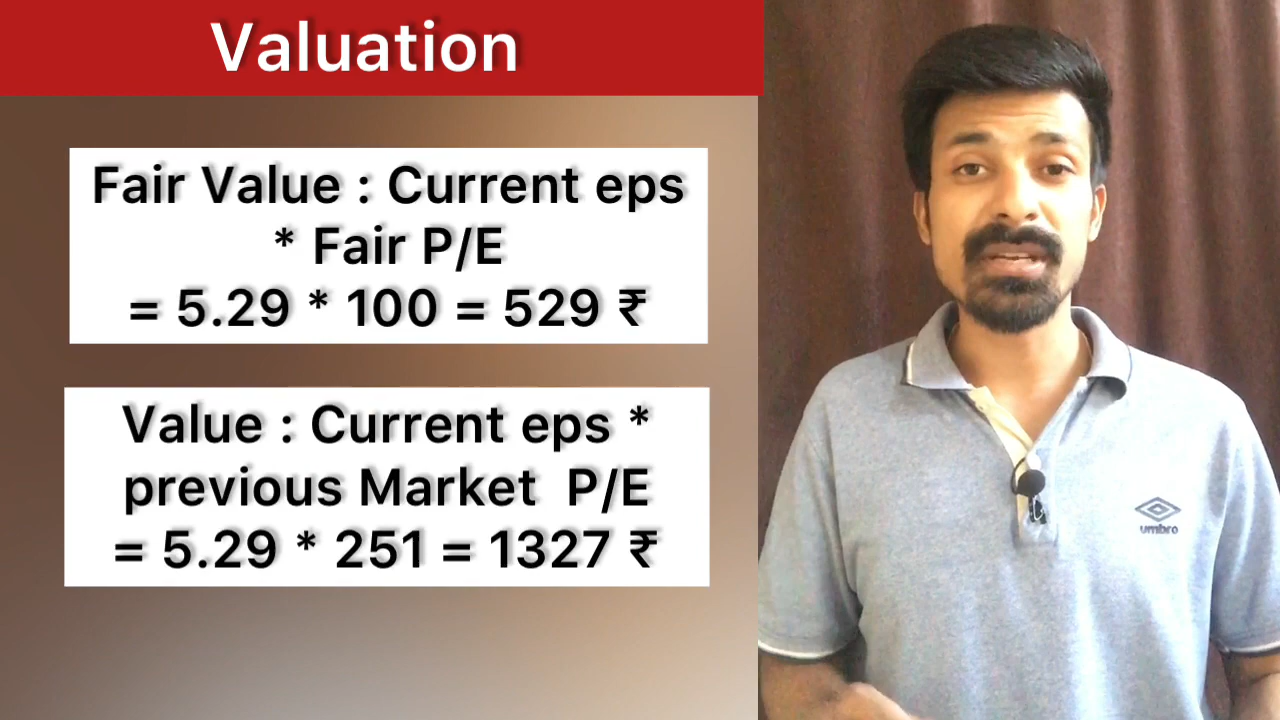 Valuation
Fair Value : Current eps
* Fair P/E
= 5.29 * 100 = 529 ₹
Value : Current eps *
previous Market P/E
= 5.29 * 251 = 1327 ₹
umbro